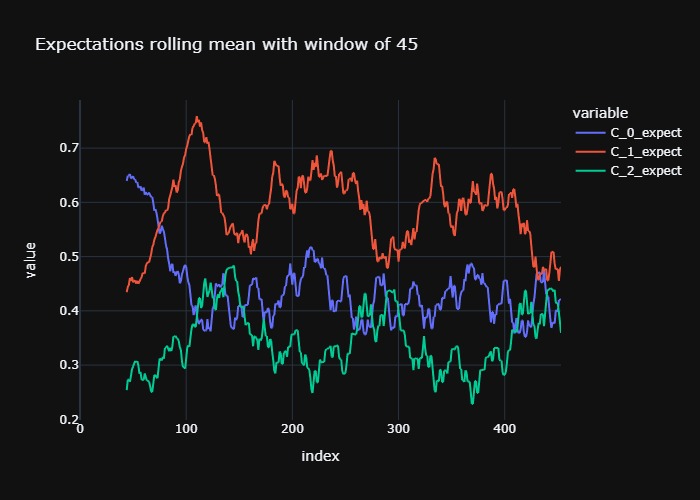 Expectations rolling mean with window of 45
variable
C_0_expect
C_1_expect
C_2_expect
value
0.7
0.6
0.5
0.4
0.3
0.2
0
100
200
300
400
index